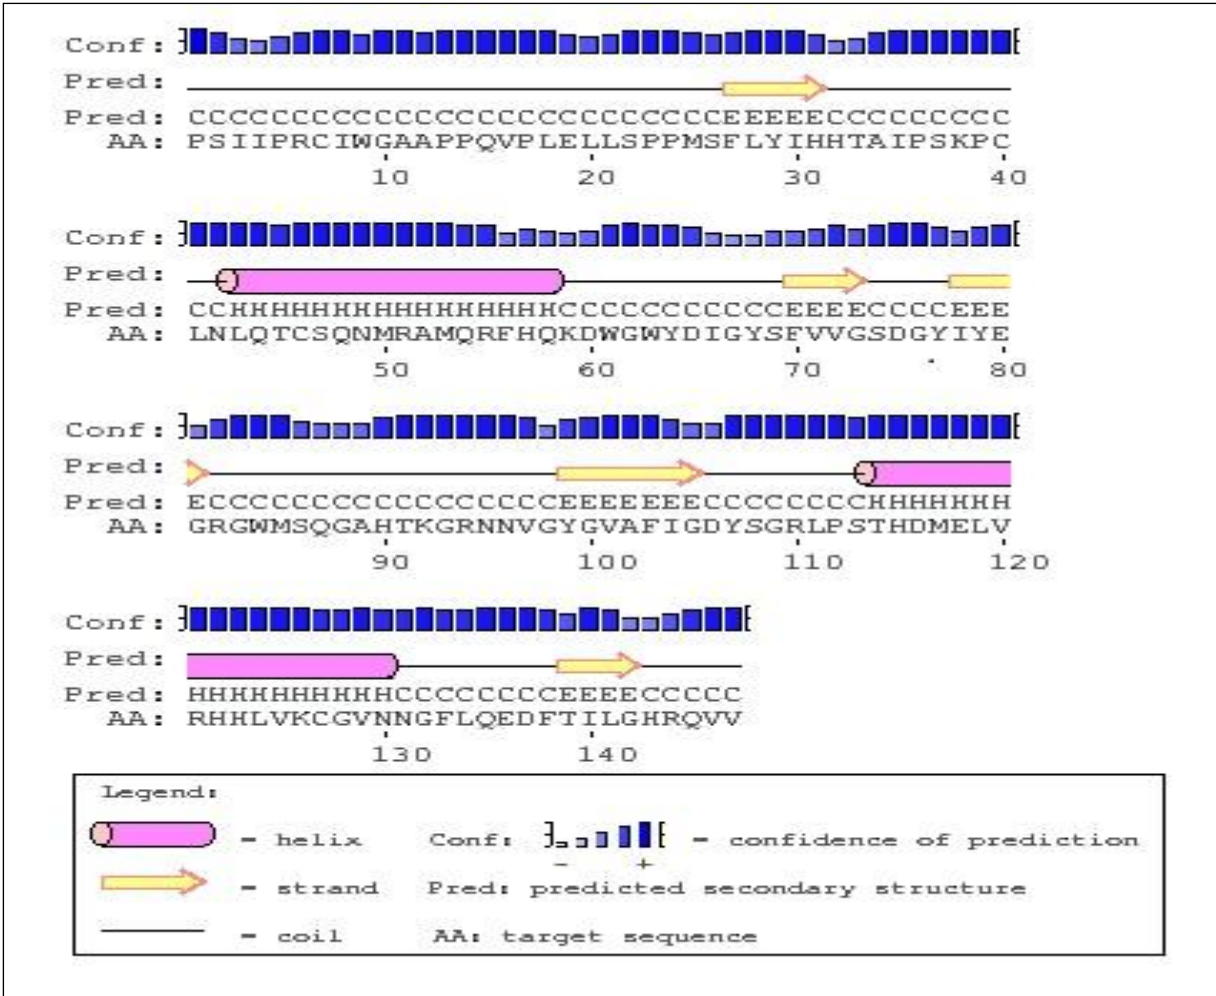 Conf:
Pred:
Pred: CCCCCCCCCCCCCCCCCCCCCCCCCCEEEEECCCCCCCCC
AA: PSIIPRCIWGAAPPQVPLELLSPPMSFLYIHHTAIPSKPC
10 20 30 40
Conf:
Pred:
Pred: CCHHHHHHHHHHHHHHHHCCCCCCCCCCCEEEECCCCEEE
AA: LNLQTCSQNMRAMQRFHQKDWGWYDIGYSFVVGSDGYIYE
50 60 70 80
Conf:
Pred:
Pred: ECCCCCCCCCCCCCCCCCEEEEEEECCCCCCCCHHHHHHH
AA: GRGWMSQGAHTKGRNNVGYGVAFIGDYSGRLPSTHDMELV
90 100 110 120
Conf:
Pred:
Pred: HHHHHHHHHHCCCCCCCCEEEECCCCC
AA: RHHLVKCGVNNGFLQEDFTILGHRQVV
130 140
Legend:
= helix Conf: = confidence of prediction
- +
= strand Pred: predicted secondary structure
= coil AA: target sequence